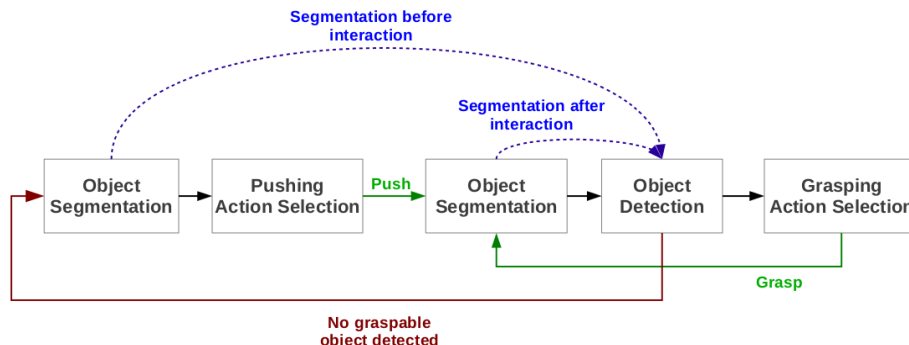 Segmentation before
interaction
Segmentation after
interaction
Object
Segmentation
Pushing
Action Selection
Push
Object
Segmentation
Object
Detection
Grasping
Action Selection
Grasp
No graspable
object detected